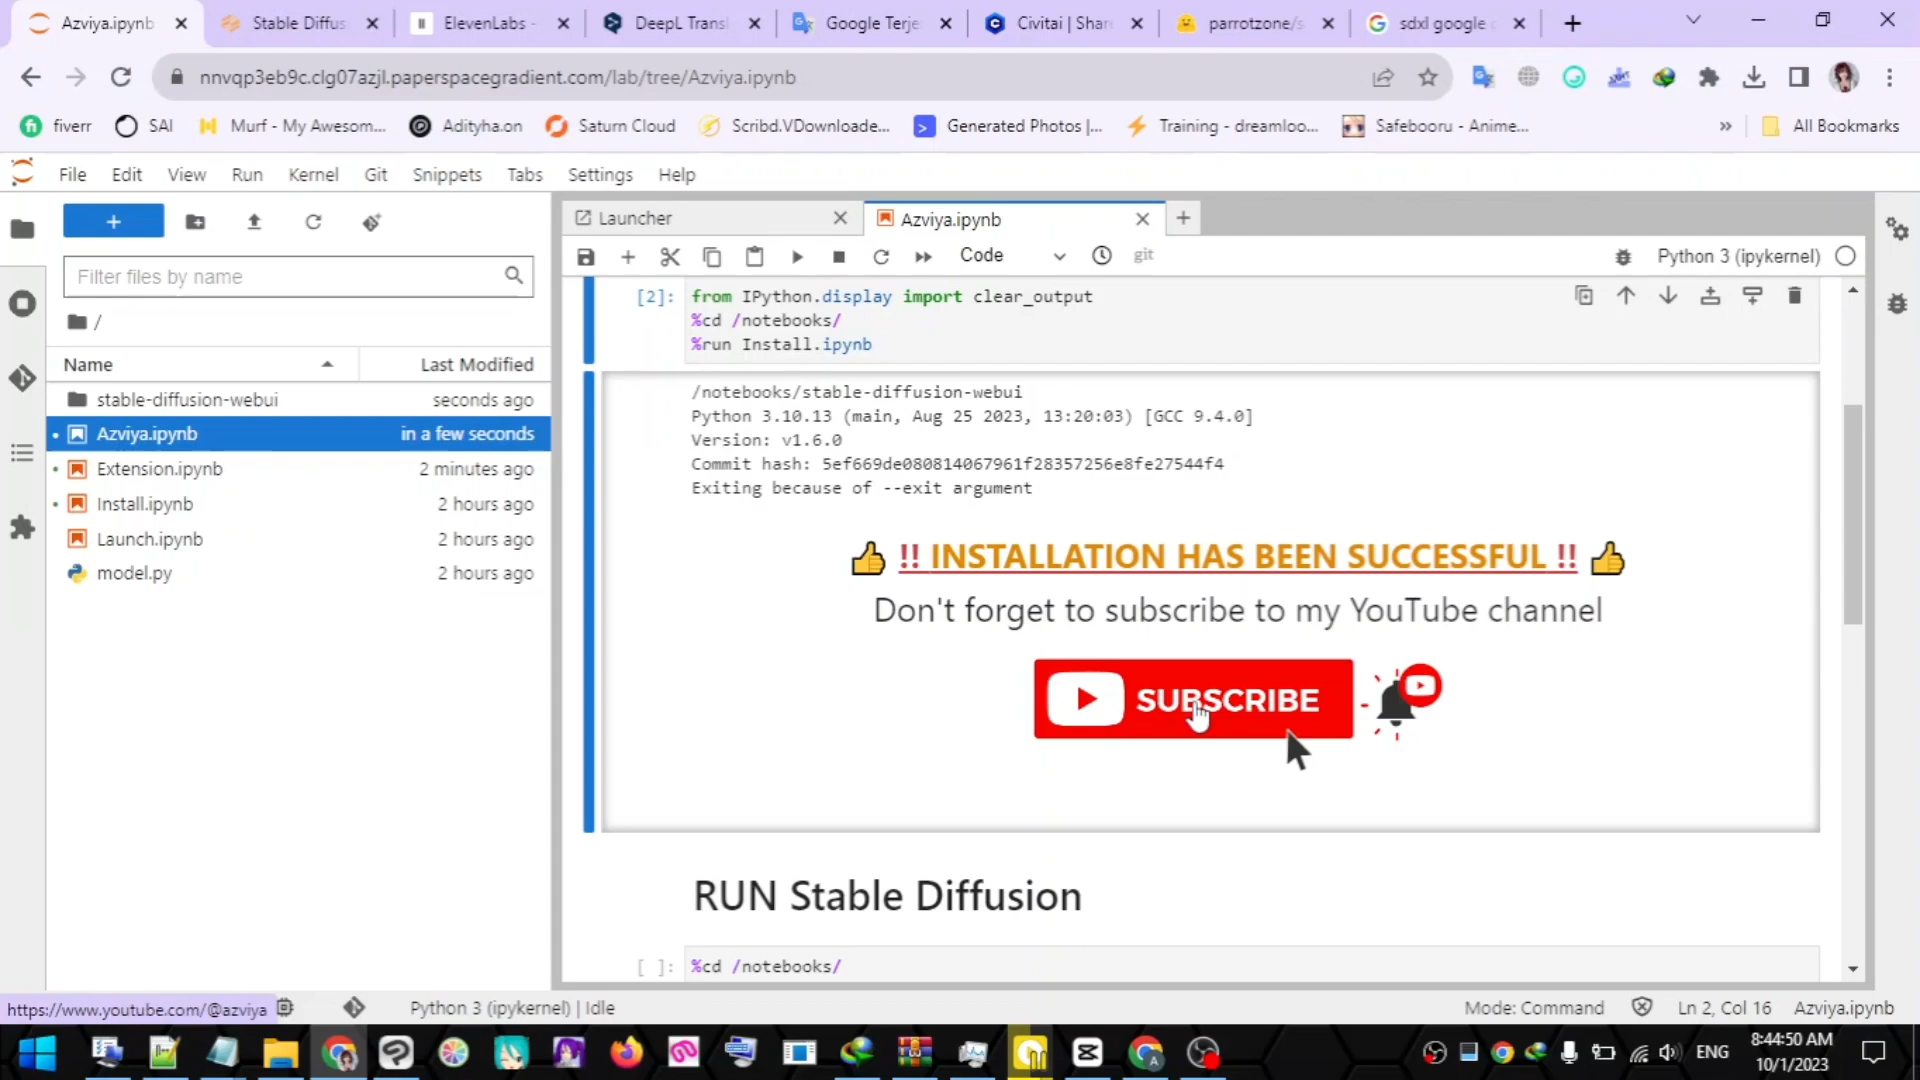 Azviya.ipynb
Stable Diffus
ElevenLabs -
DeepL Transl
Google Terje
Civitai | Shar
parrotzone/s
sdxl google c
nnvqp3eb9c.clg07azjl.paperspacegradient.com/lab/tree/Azviya.ipynb
fiverr
SAI
Murf - My Awesom...
Adityha.on
Saturn Cloud
Scribd.VDownloade...
Generated Photos |...
Training - dreamloo...
Safebooru - Anime...
»
All Bookmarks
File Edit View Run Kernel Git Snippets Tabs Settings Help
Launcher
Azviya.ipynb
Code
git
Python 3 (ipykernel)
Filter files by name
/
Name
Last Modified
stable-diffusion-webui seconds ago
Azviya.ipynb in a few seconds
Extension.ipynb 2 minutes ago
Install.ipynb 2 hours ago
Launch.ipynb 2 hours ago
model.py 2 hours ago
[2]: from IPython.display import clear_output
%cd /notebooks/
%run Install.ipynb
/notebooks/stable-diffusion-webui
Python 3.10.13 (main, Aug 25 2023, 13:20:03) [GCC 9.4.0]
Version: v1.6.0
Commit hash: 5ef669de080814067961f28357256e8fe27544f4
Exiting because of --exit argument
👍 !! INSTALLATION HAS BEEN SUCCESSFUL !! 👍
Don't forget to subscribe to my YouTube channel
SUBSCRIBE
RUN Stable Diffusion
[ ]: %cd /notebooks/
https://www.youtube.com/@azviya
Python 3 (ipykernel) | Idle
Mode: Command
Ln 2, Col 16
Azviya.ipynb
ENG
8:44:50 AM
10/1/2023